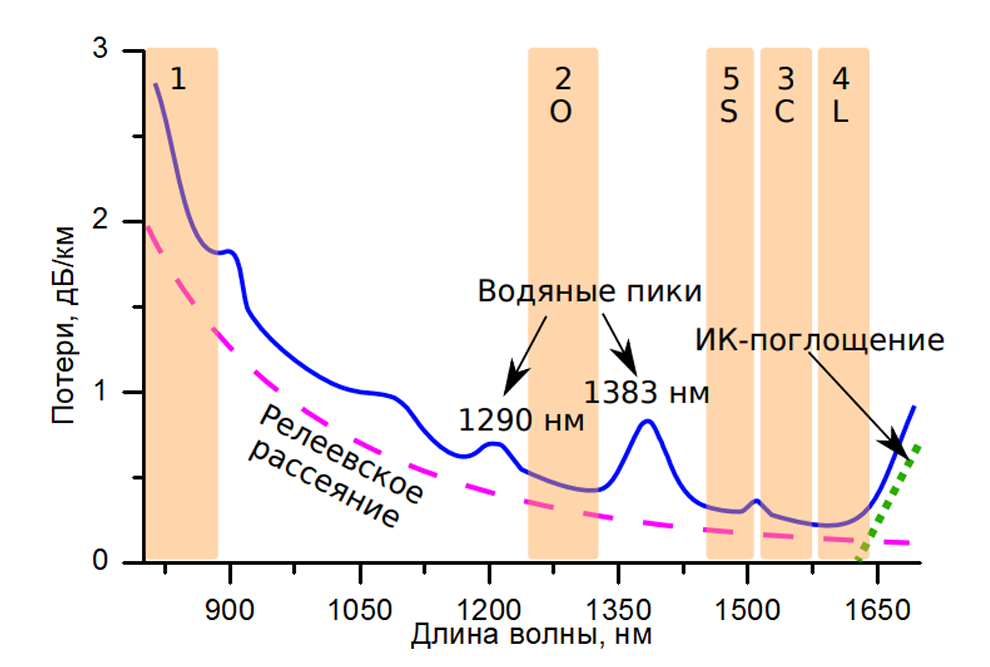 3
1
2
O
5
S
3
C
4
L
2
Потери, дБ/км
Водяные пики
ИК-поглощение
1
1290 нм
1383 нм
Релеевское
рассеяние
0
900
1050
1200
1350
1500
1650
Длина волны, нм